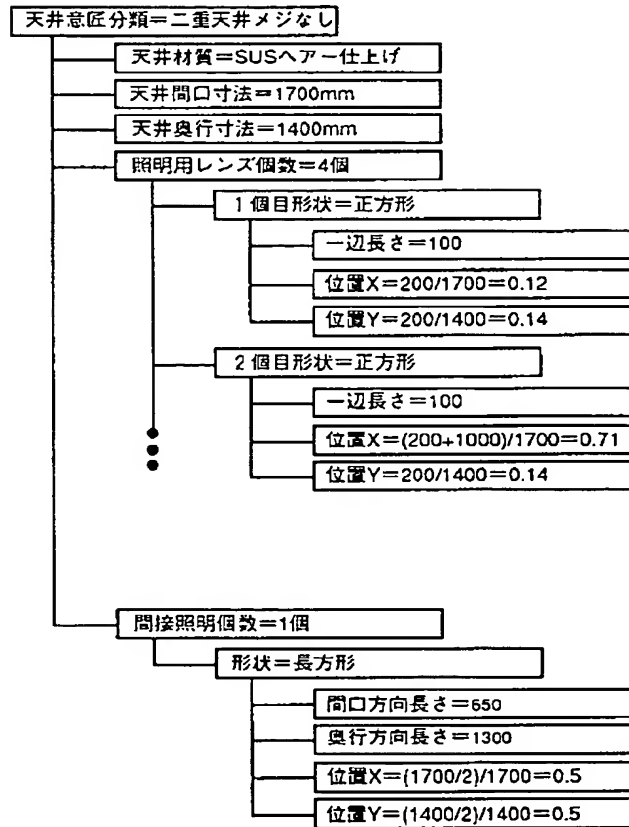 天井意匠分類＝二重天井メジなし
天井材質＝SUSヘアー仕上げ
天井間口寸法＝1700mm
天井奥行寸法＝1400mm
照明用レンズ個数＝4個
1個目形状＝正方形
一辺長さ＝100
位置X＝200/1700＝0.12
位置Y＝200/1400＝0.14
2個目形状＝正方形
一辺長さ＝100
位置X＝(200+1000)/1700＝0.71
位置Y＝200/1400＝0.14
間接照明個数＝1個
形状＝長方形
間口方向長さ＝650
奥行方向長さ＝1300
位置X＝(1700/2)/1700＝0.5
位置Y＝(1400/2)/1400＝0.5